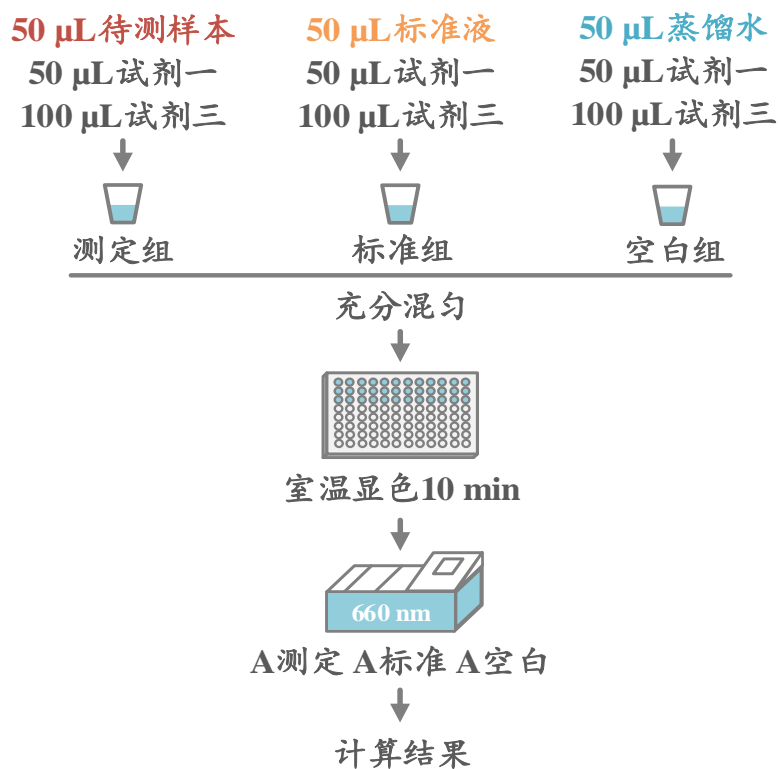 50 μL待测样本
50 μL试剂一
100 μL试剂三
测定组
50 μL标准液
50 μL试剂一
100 μL试剂三
标准组
50 μL蒸馏水
50 μL试剂一
100 μL试剂三
空白组
充分混匀
室温显色10 min
660 nm
A测定 A标准 A空白
计算结果